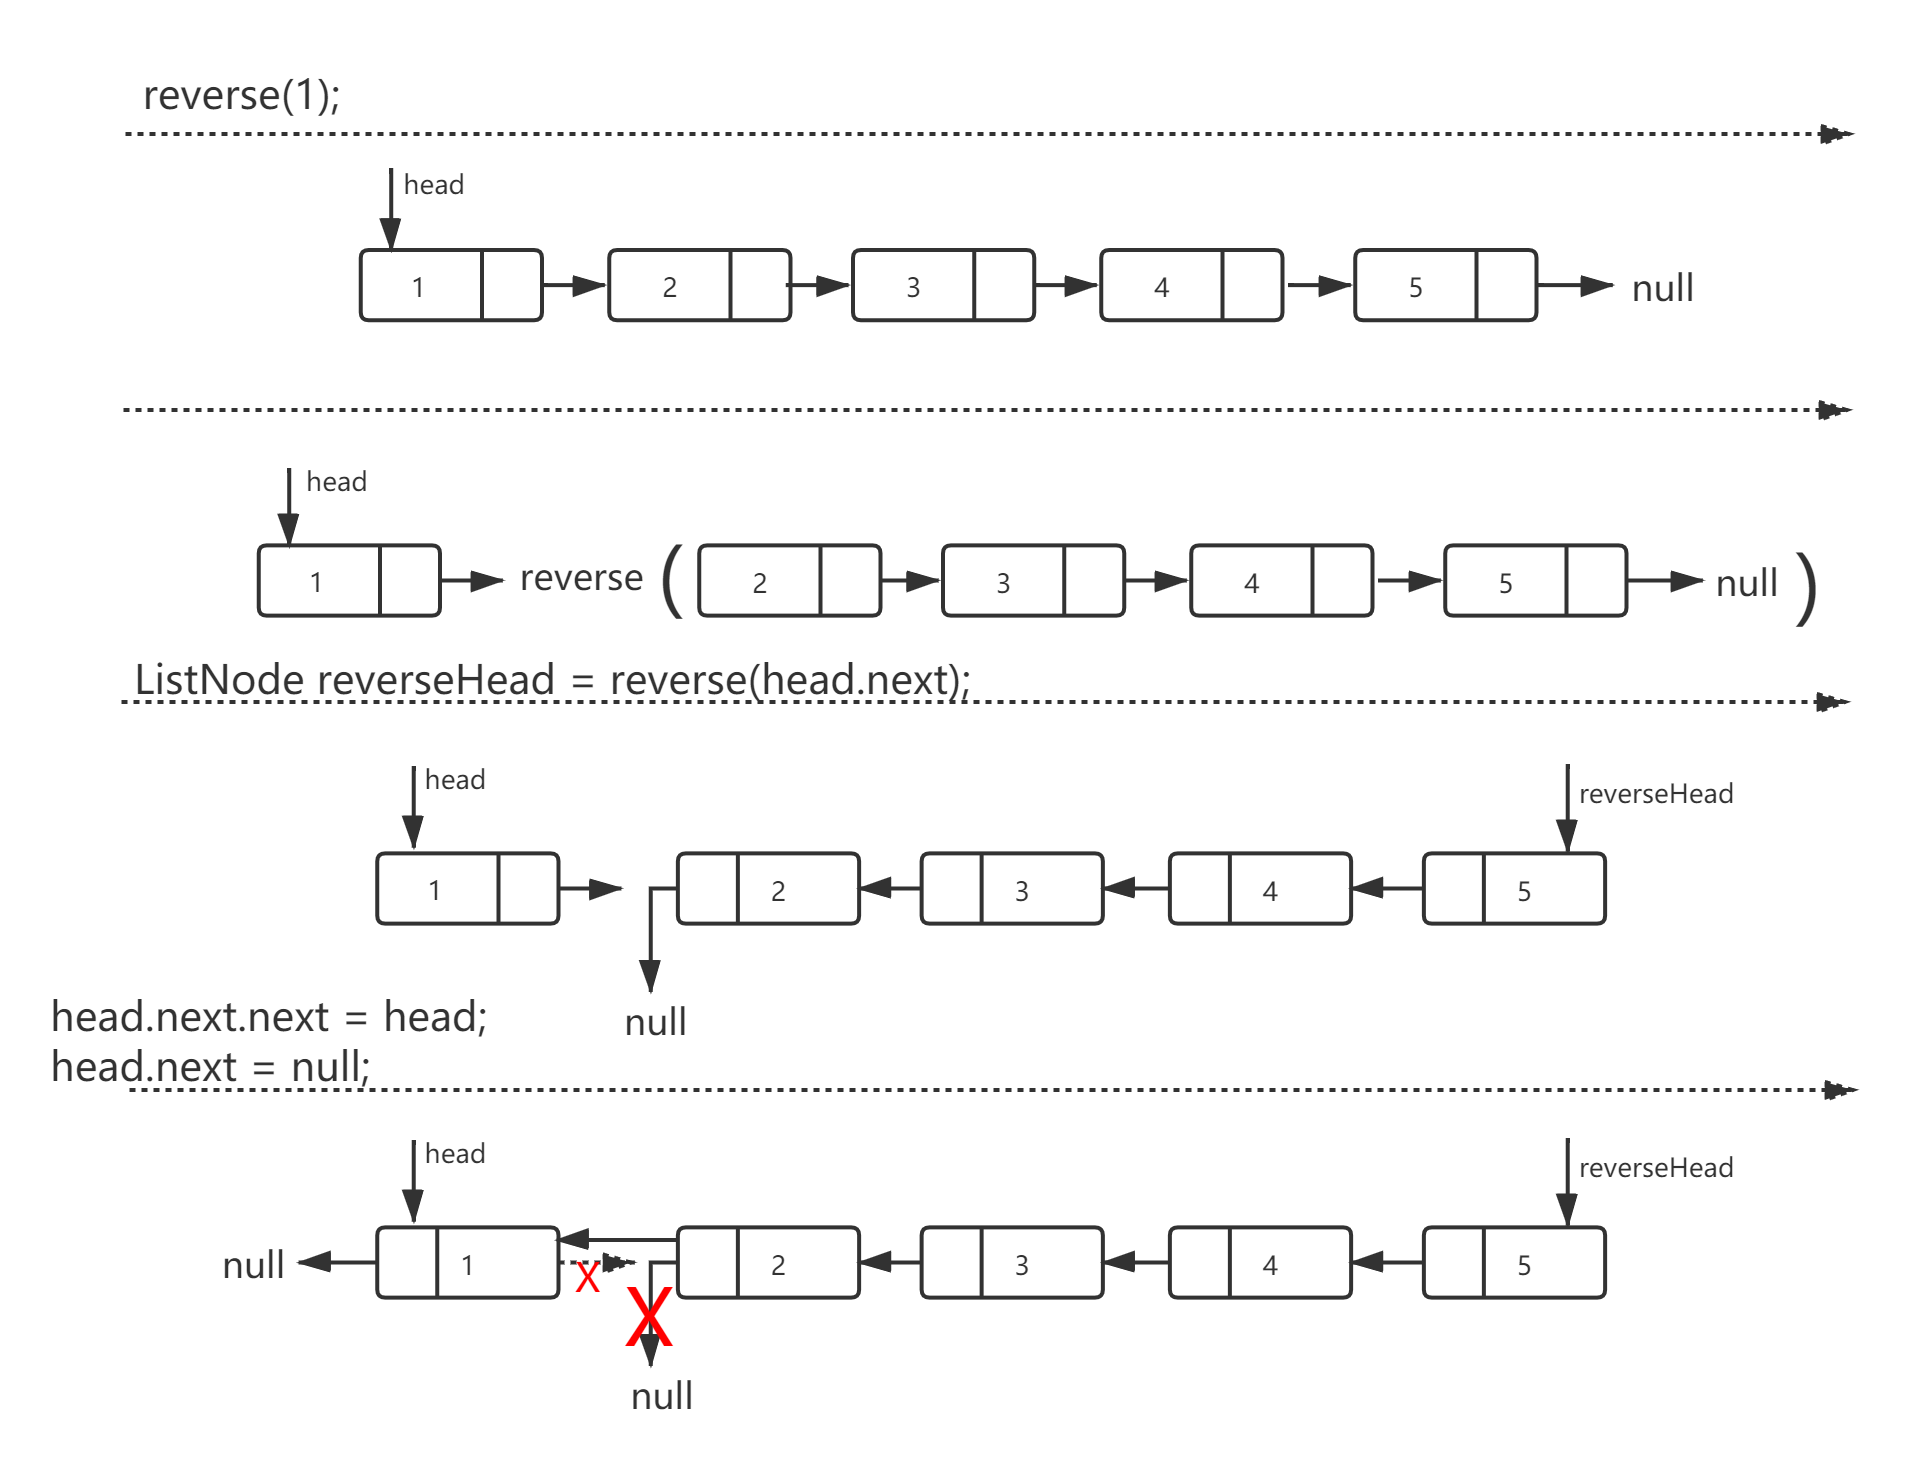 reverse(1);
head
1 2 3 4 5 null
head
1 reverse ( 2 3 4 5 null )
ListNode reverseHead = reverse(head.next);
head reverseHead
1 2 3 4 5
null
head.next.next = head;
head.next = null;
head reverseHead
null 1 X 2 3 4 5
X
null